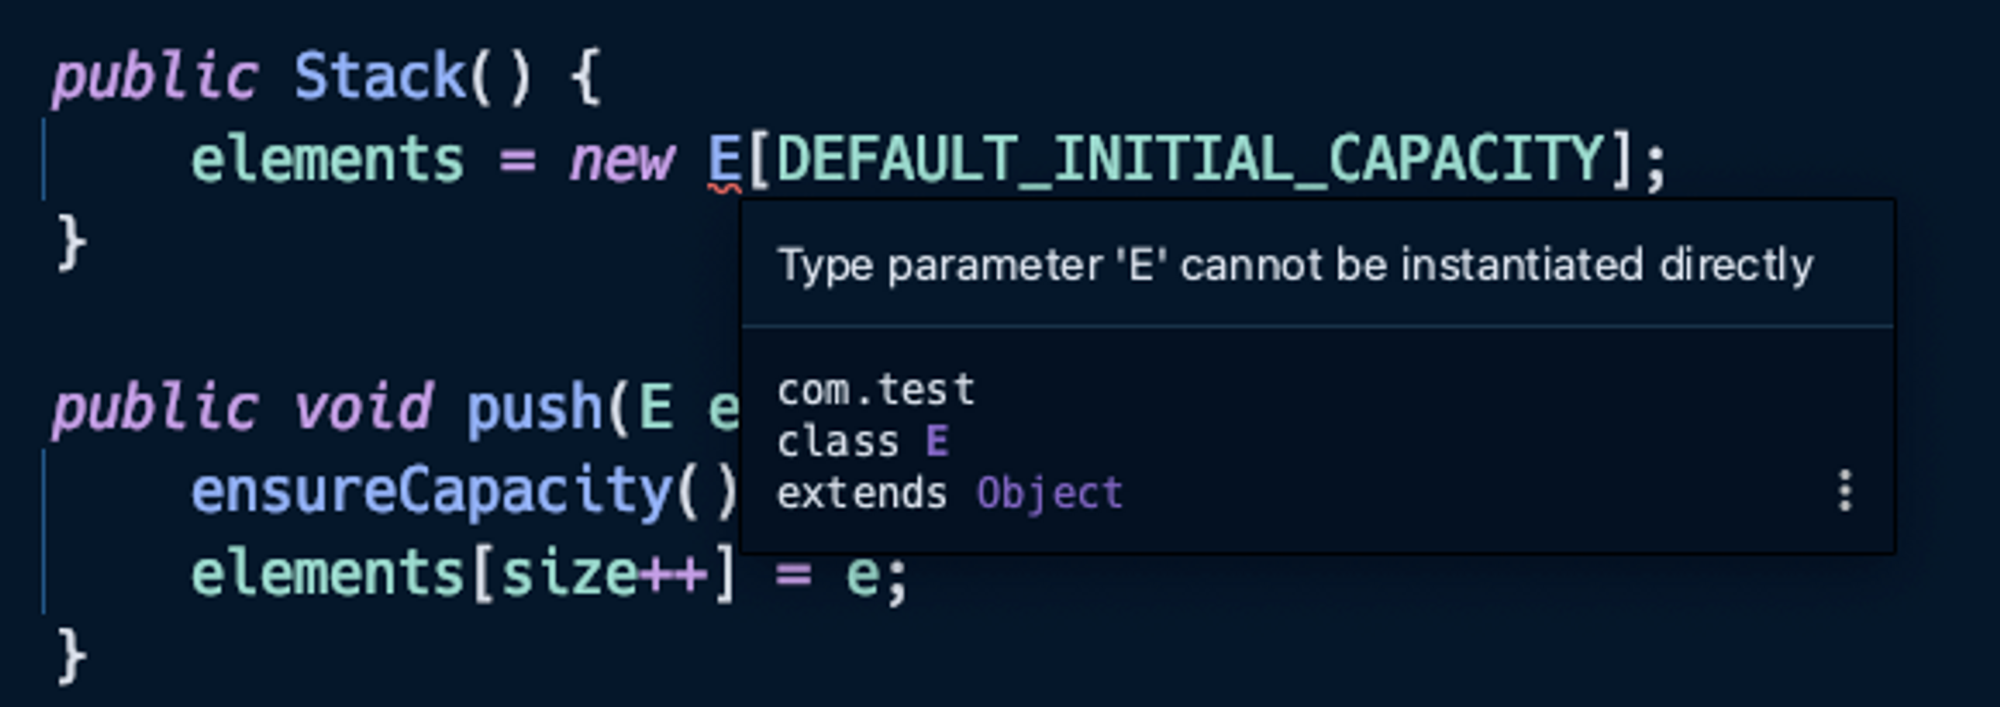 public Stack() {
elements = new E[DEFAULT_INITIAL_CAPACITY];
}
Type parameter 'E' cannot be instantiated directly
com.test
class E
extends Object
public void push(E e
ensureCapacity()
elements[size++] = e;
}